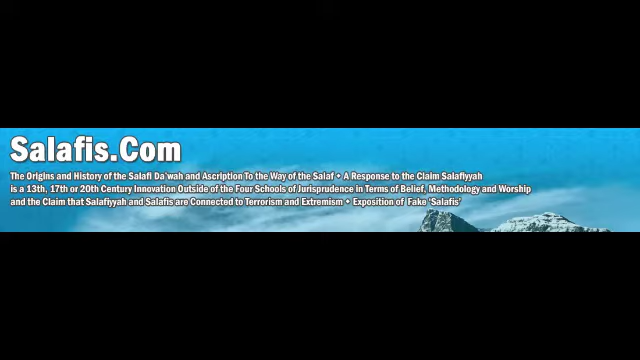 Salafis.Com
The Origins and History of the Salafi Da'wah and Ascription To the Way of the Salaf • A Response to the Claim Salafiyyah
is a 13th, 17th or 20th Century Innovation Outside of the Four Schools of Jurisprudence in Terms of Belief, Methodology and Worship
and the Claim that Salafiyyah and Salafis are Connected to Terrorism and Extremism • Exposition of Fake 'Salafis'